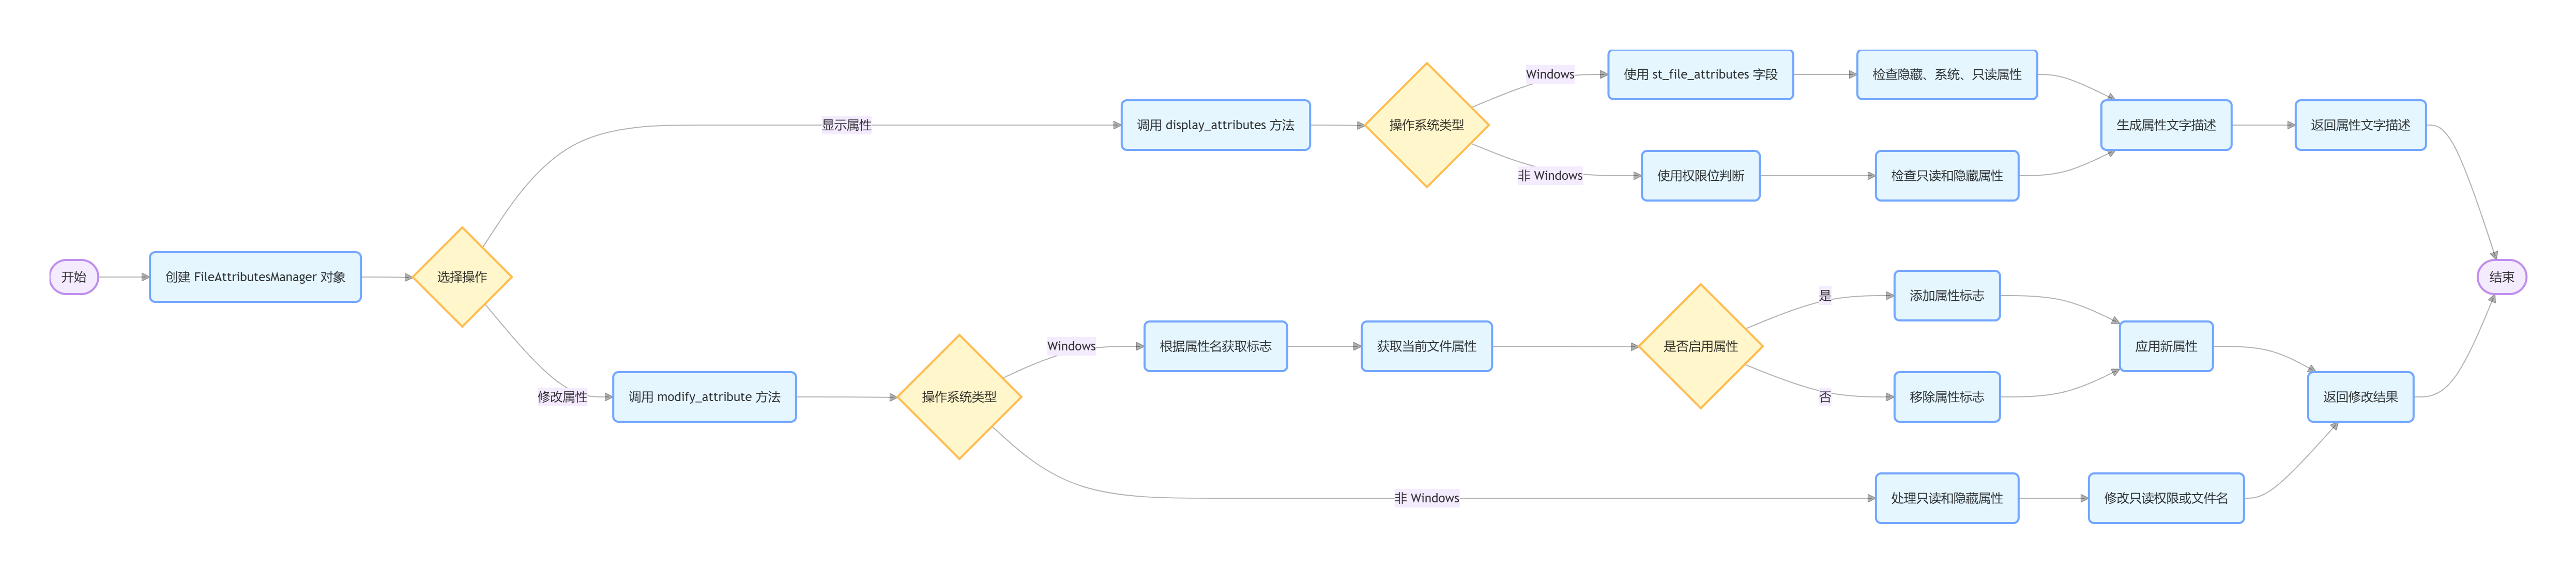 开始
创建 FileAttributesManager 对象
选择操作
显示属性
调用 display_attributes 方法
操作系统类型
Windows
使用 st_file_attributes 字段
检查隐藏、系统、只读属性
非 Windows
使用权限位判断
检查只读和隐藏属性
生成属性文字描述
返回属性文字描述
修改属性
调用 modify_attribute 方法
操作系统类型
Windows
根据属性名获取标志
获取当前文件属性
是否启用属性
是
添加属性标志
否
移除属性标志
应用新属性
非 Windows
处理只读和隐藏属性
修改只读权限或文件名
返回修改结果
结束